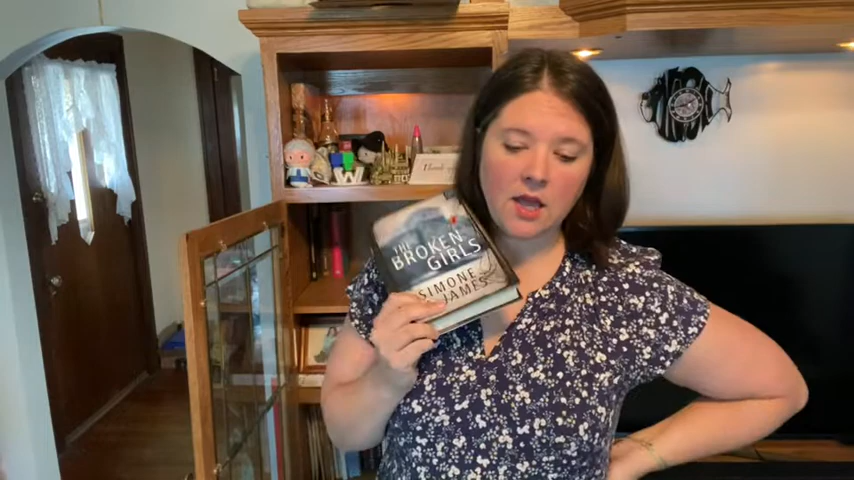 THE
BROKEN
GIRLS
SIMONE
JAMES